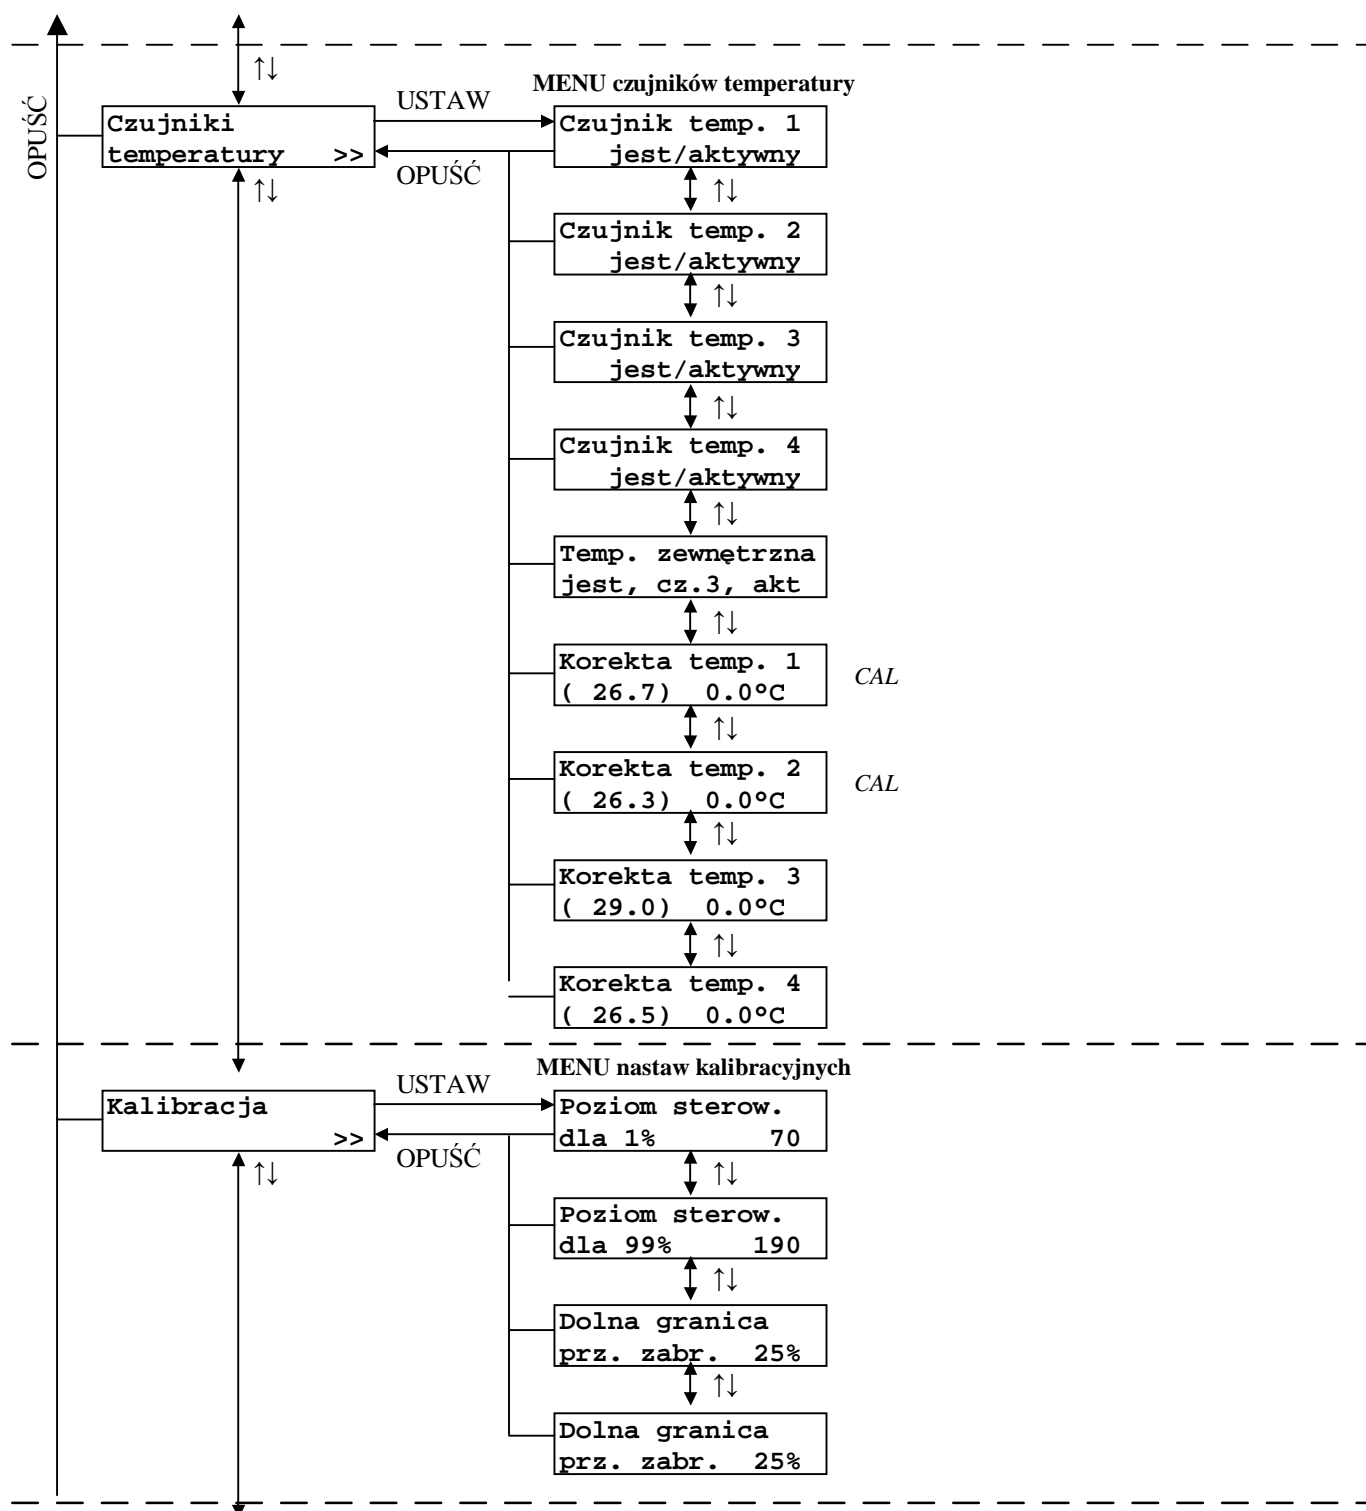 ↑↓
MENU czujników temperatury
OPUŚĆ
USTAW
Czujniki
temperatury >>
Czujnik temp. 1
jest/aktywny
OPUŚĆ
↑↓
↑↓
Czujnik temp. 2
jest/aktywny
↑↓
Czujnik temp. 3
jest/aktywny
↑↓
Czujnik temp. 4
jest/aktywny
↑↓
Temp. zewnętrzna
jest, cz.3, akt
↑↓
Korekta temp. 1
( 26.7) 0.0°C
CAL
↑↓
Korekta temp. 2
( 26.3) 0.0°C
CAL
↑↓
Korekta temp. 3
( 29.0) 0.0°C
↑↓
Korekta temp. 4
( 26.5) 0.0°C
MENU nastaw kalibracyjnych
USTAW
Kalibracja
>>
Poziom sterow.
dla 1% 70
OPUŚĆ
↑↓
↑↓
Poziom sterow.
dla 99% 190
↑↓
Dolna granica
prz. zabr. 25%
↑↓
Dolna granica
prz. zabr. 25%